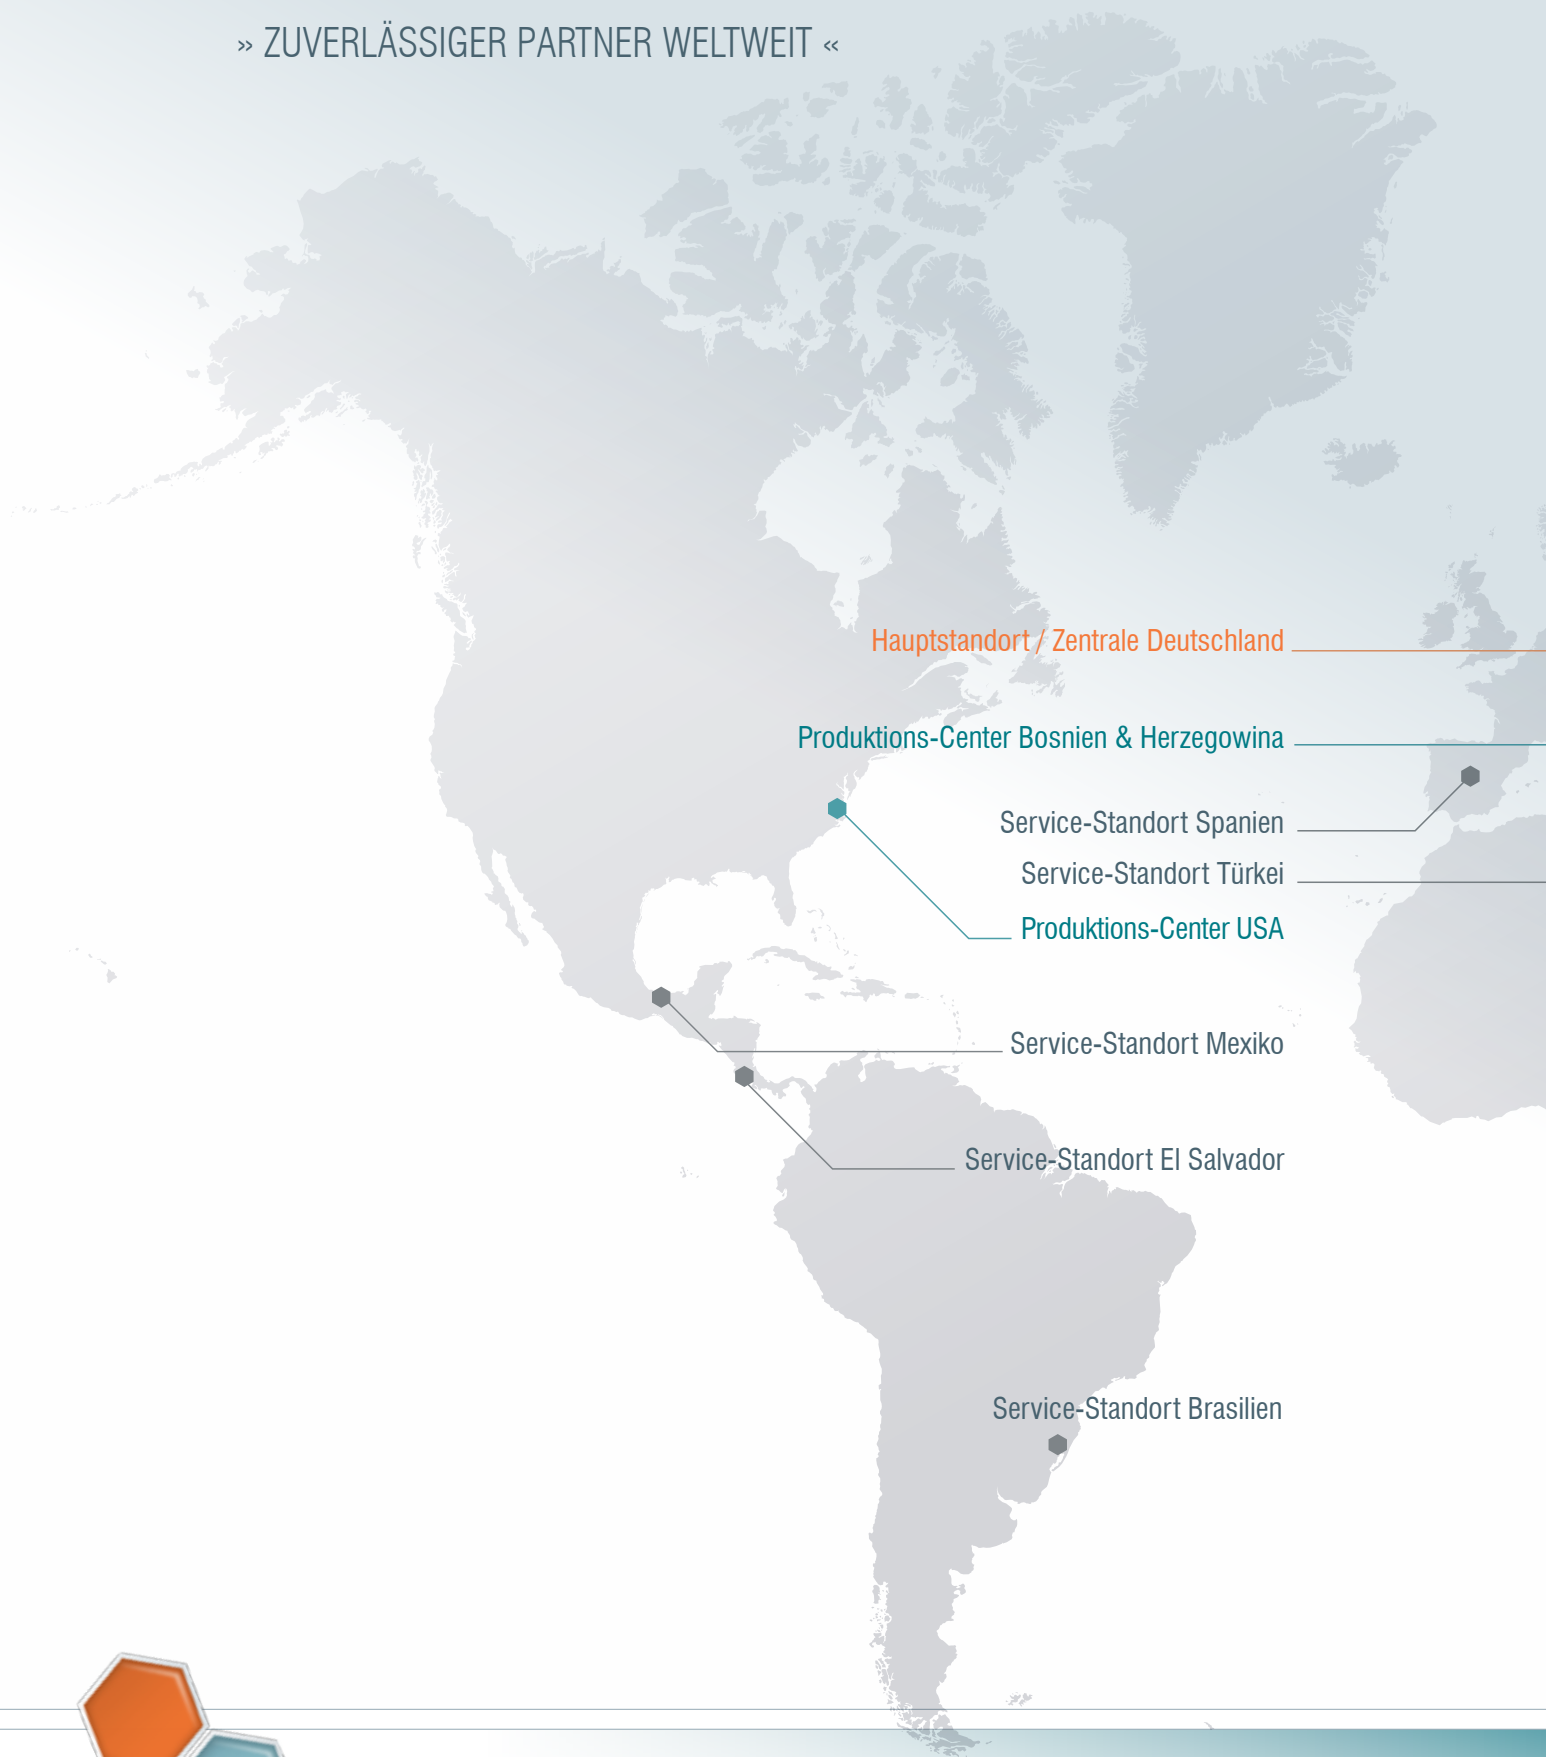 » ZUVERLÄSSIGER PARTNER WELTWEIT «
Hauptstandort / Zentrale Deutschland
Produktions-Center Bosnien & Herzegowina
Service-Standort Spanien
Service-Standort Türkei
Produktions-Center USA
Service-Standort Mexiko
Service-Standort El Salvador
Service-Standort Brasilien